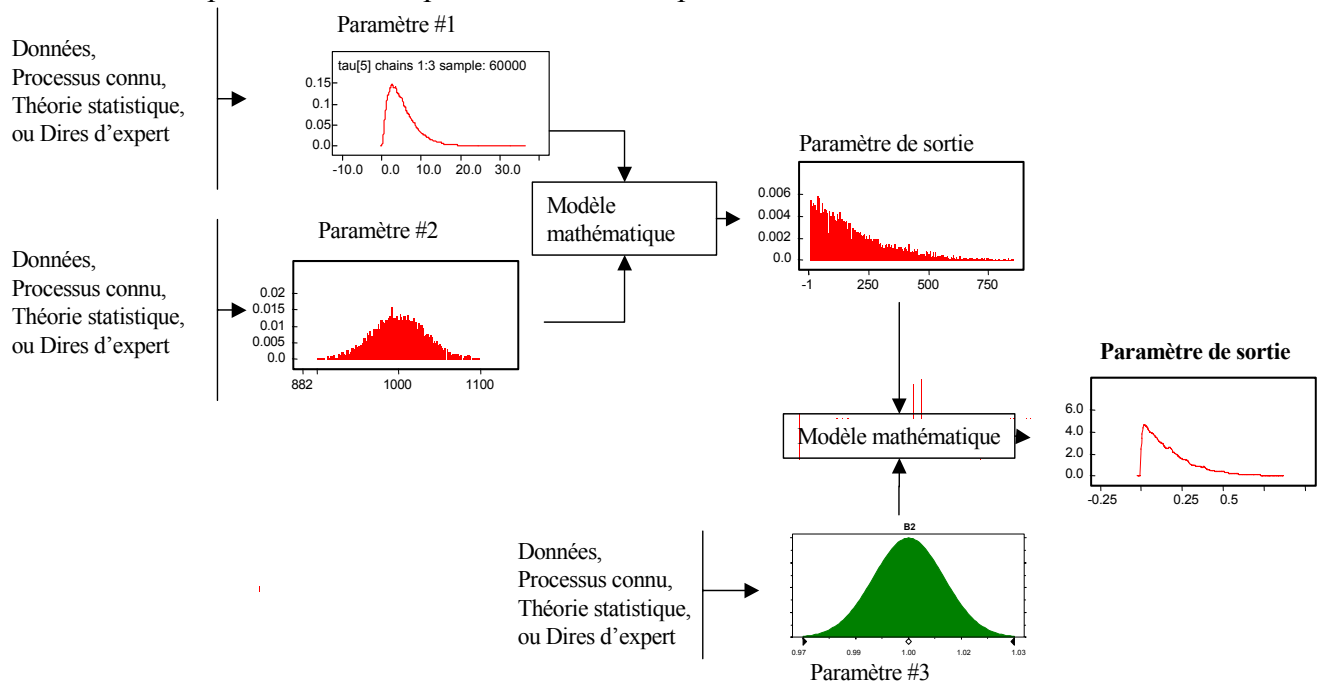 Paramètre #1
Données,
Processus connu,
Théorie statistique,
ou Dires d'expert
tau[5] chains 1:3 sample: 60000
0.15
0.1
0.05
0.0
-10.0 0.0 10.0 20.0 30.0
Paramètre de sortie
0.006
0.004
0.002
0.0
-1 250 500 750
Modèle
mathématique
Paramètre #2
Données,
Processus connu,
Théorie statistique,
ou Dires d'expert
0.02
0.015
0.01
0.005
0.0
882 1000 1100
Paramètre de sortie
6.0
4.0
2.0
0.0
-0.25 0.25 0.5
Modèle mathématique
Données,
Processus connu,
Théorie statistique,
ou Dires d'expert
B2
0.97 0.99 1.00 1.02 1.03
Paramètre #3